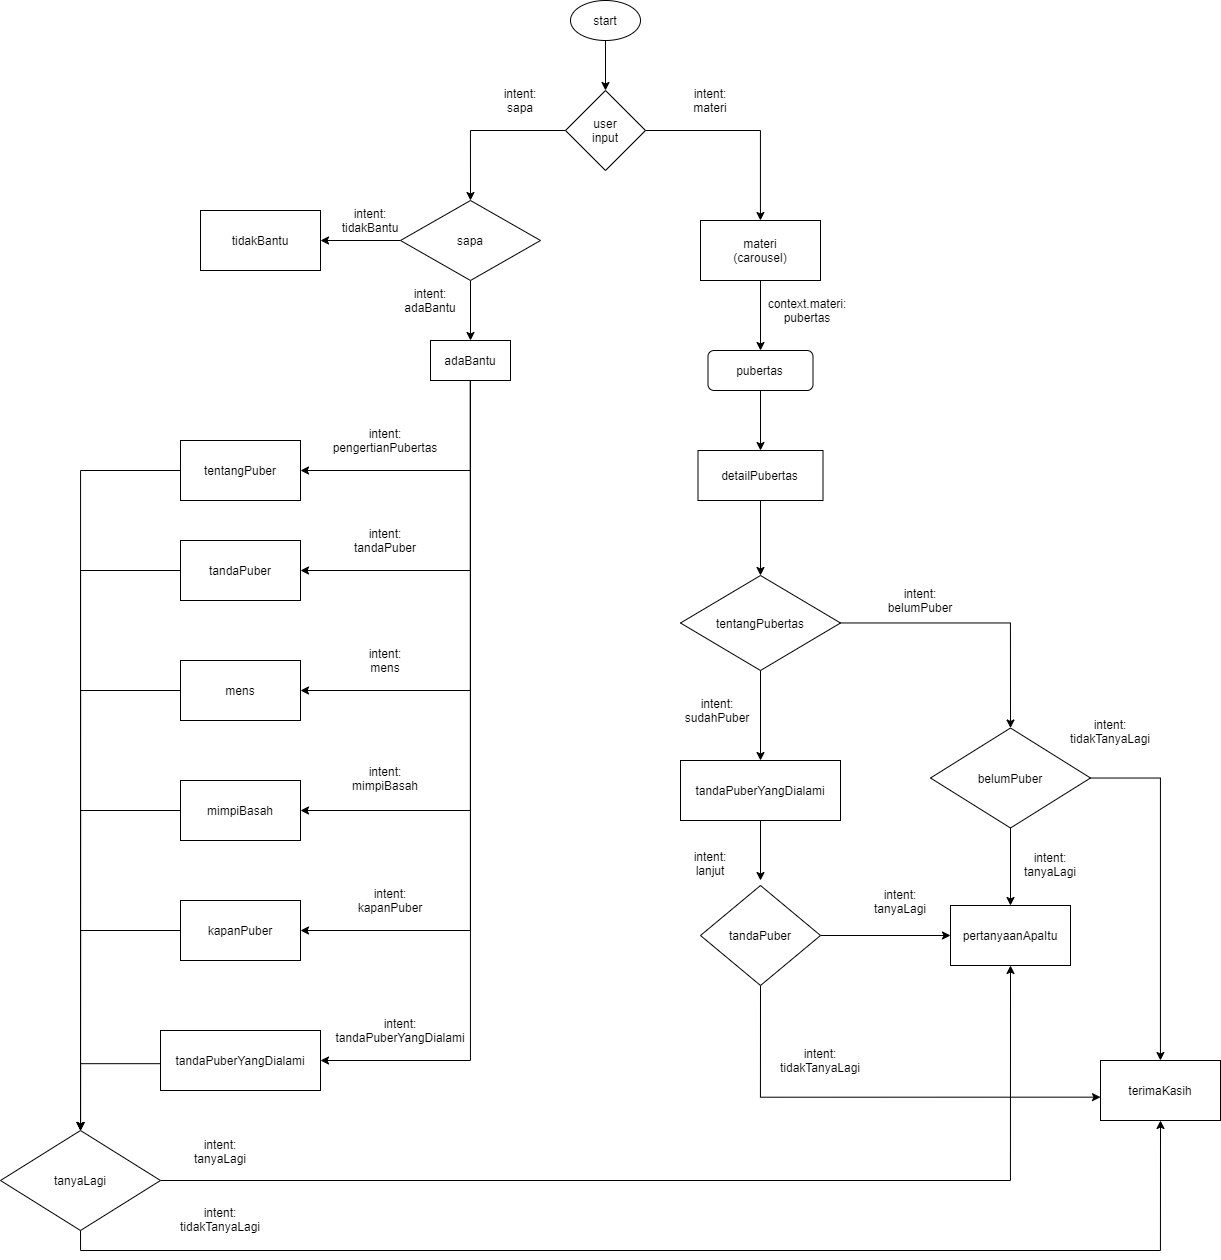 start
intent:
sapa
user
input
intent:
materi
intent:
tidakBantu
tidakBantu
sapa
materi
(carousel)
intent:
adaBantu
context.materi:
pubertas
adaBantu
pubertas
intent:
pengertianPubertas
tentangPuber
detailPubertas
intent:
tandaPuber
tandaPuber
intent:
belumPuber
tentangPubertas
intent:
mens
mens
intent:
sudahPuber
intent:
tidakTanyaLagi
belumPuber
intent:
mimpiBasah
mimpiBasah
tandaPuberYangDialami
intent:
lanjut
intent:
tanyaLagi
intent:
kapanPuber
kapanPuber
intent:
tanyaLagi
tandaPuber
pertanyaanApaItu
intent:
tandaPuberYangDialami
tandaPuberYangDialami
intent:
tidakTanyaLagi
terimaKasih
intent:
tanyaLagi
tanyaLagi
intent:
tidakTanyaLagi